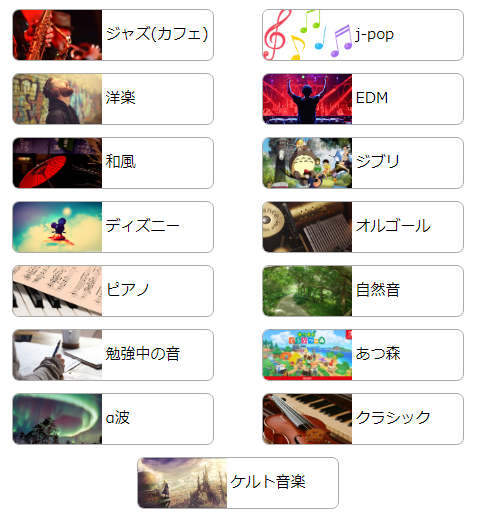 ジャズ(カフェ)
j-pop
洋楽
EDM
和風
ジブリ
ディズニー
オルゴール
ピアノ
自然音
勉強中の音
あつ森
α波
クラシック
ケルト音楽